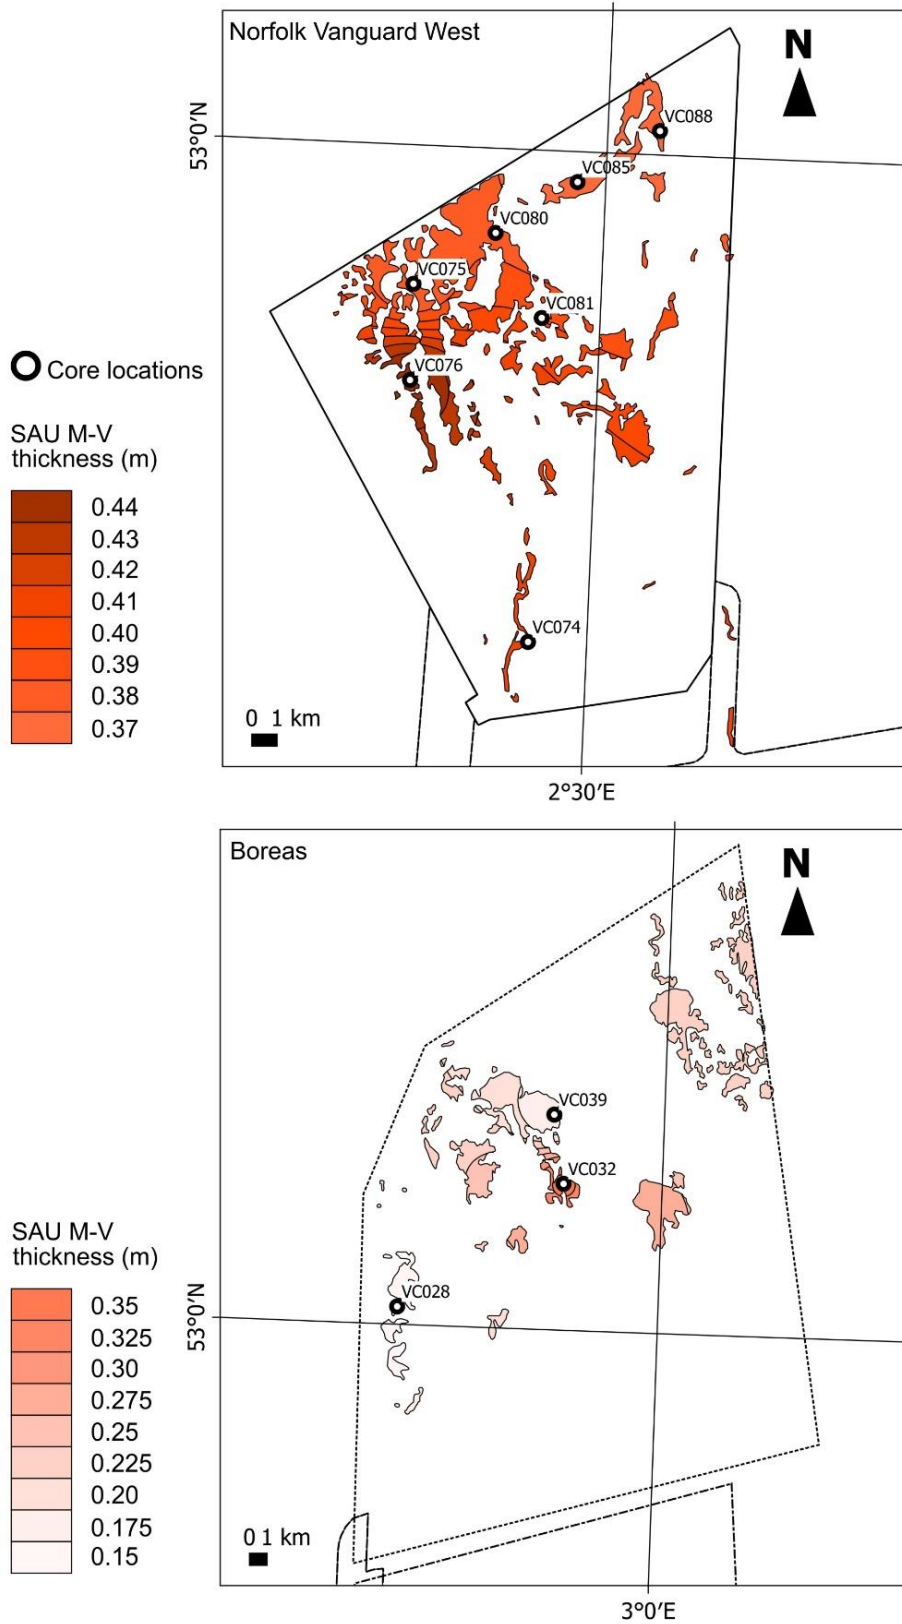 Norfolk Vanguard West
N
53°0′N
VC088
VC085
VC080
VC075
VC081
VC076
VC074
Core locations
SAU M-V
thickness (m)
0.44
0.43
0.42
0.41
0.40
0.39
0.38
0.37
0 1 km
2°30′E
Boreas
N
VC039
VC032
VC028
53°0′N
SAU M-V
thickness (m)
0.35
0.325
0.30
0.275
0.25
0.225
0.20
0.175
0.15
0 1 km
3°0′E